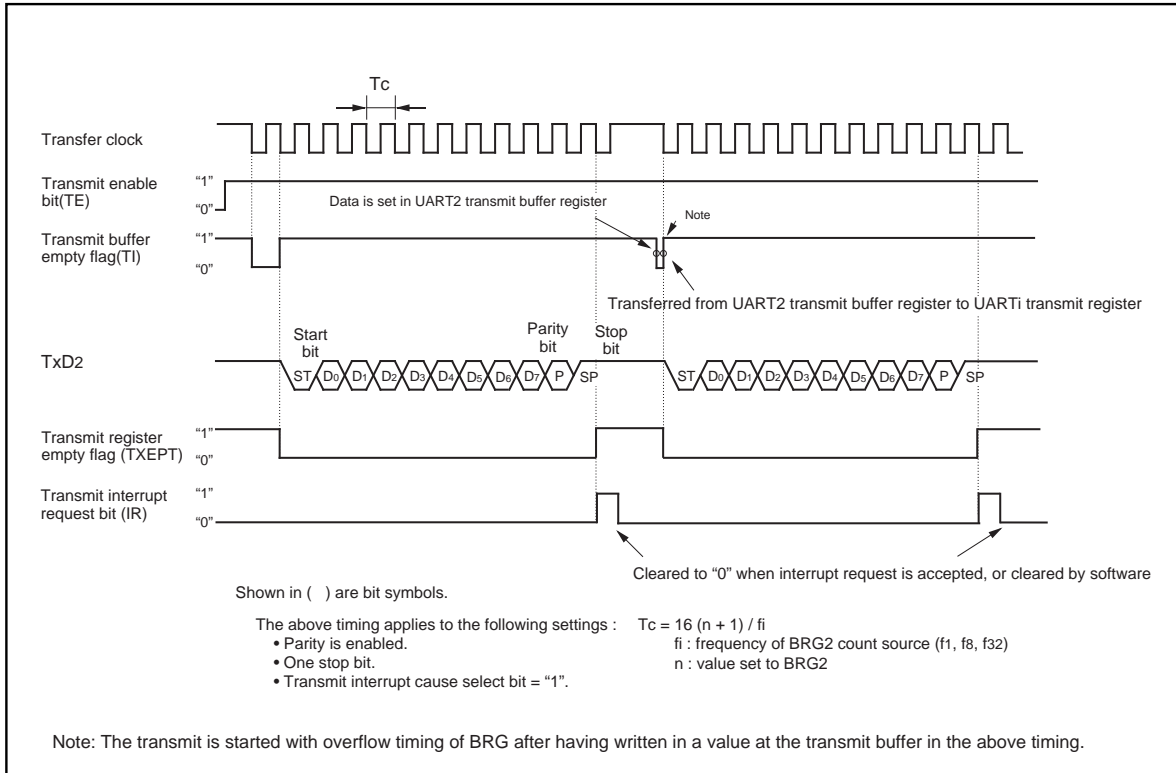 Tc
Transfer clock
Transmit enable
bit(TE)
“1”
“0”
Data is set in UART2 transmit buffer register
Note
Transmit buffer
empty flag(TI)
“1”
“0”
Transferred from UART2 transmit buffer register to UARTi transmit register
Start
bit
Parity
bit
Stop
bit
TxD2
ST D0 D1 D2 D3 D4 D5 D6 D7 P SP
ST D0 D1 D2 D3 D4 D5 D6 D7 P SP
Transmit register
empty flag (TXEPT)
“1”
“0”
Transmit interrupt
request bit (IR)
“1”
“0”
Cleared to “0” when interrupt request is accepted, or cleared by software
Shown in ( ) are bit symbols.
The above timing applies to the following settings :
• Parity is enabled.
• One stop bit.
• Transmit interrupt cause select bit = “1”.
Tc = 16 (n + 1) / fi
fi : frequency of BRG2 count source (f1, f8, f32)
n : value set to BRG2
Note: The transmit is started with overflow timing of BRG after having written in a value at the transmit buffer in the above timing.